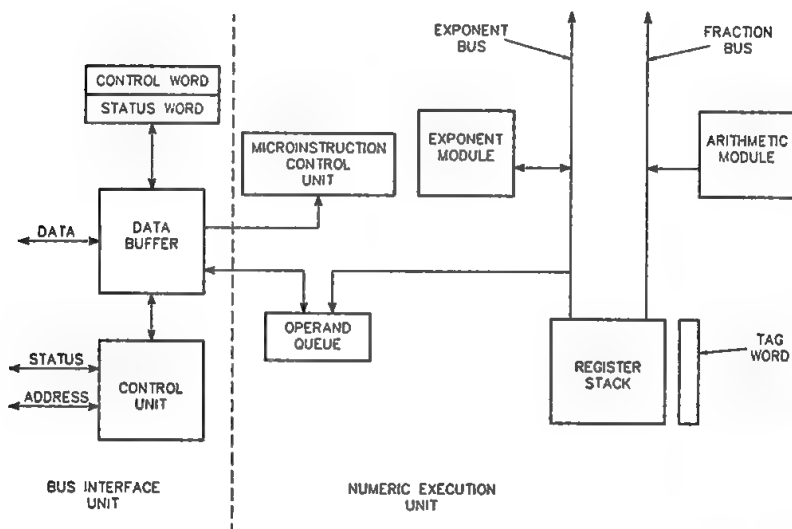 EXPONENT
BUS
FRACTION
BUS
CONTROL WORD
STATUS WORD
MICROINSTRUCTION
CONTROL
UNIT
EXPONENT
MODULE
ARITHMETIC
MODULE
DATA
DATA
BUFFER
OPERAND
QUEUE
STATUS
ADDRESS
CONTROL
UNIT
REGISTER
STACK
TAG
WORD
BUS INTERFACE
UNIT
NUMERIC EXECUTION
UNIT